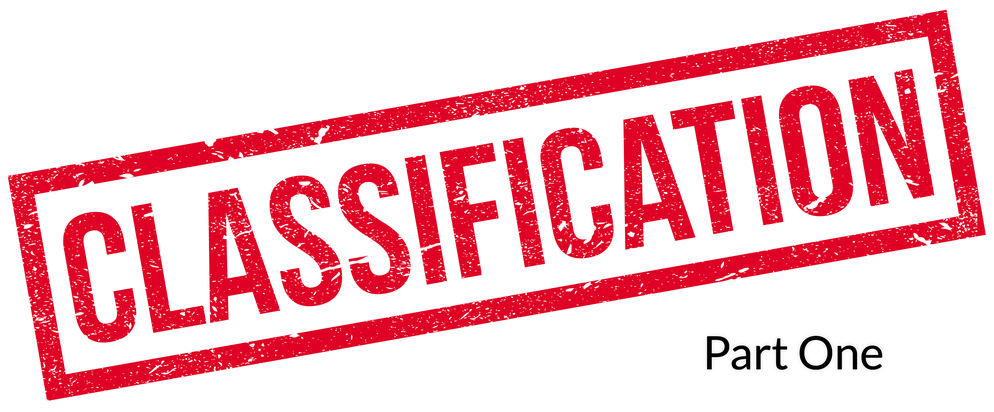 CLASSIFICATION
Part One